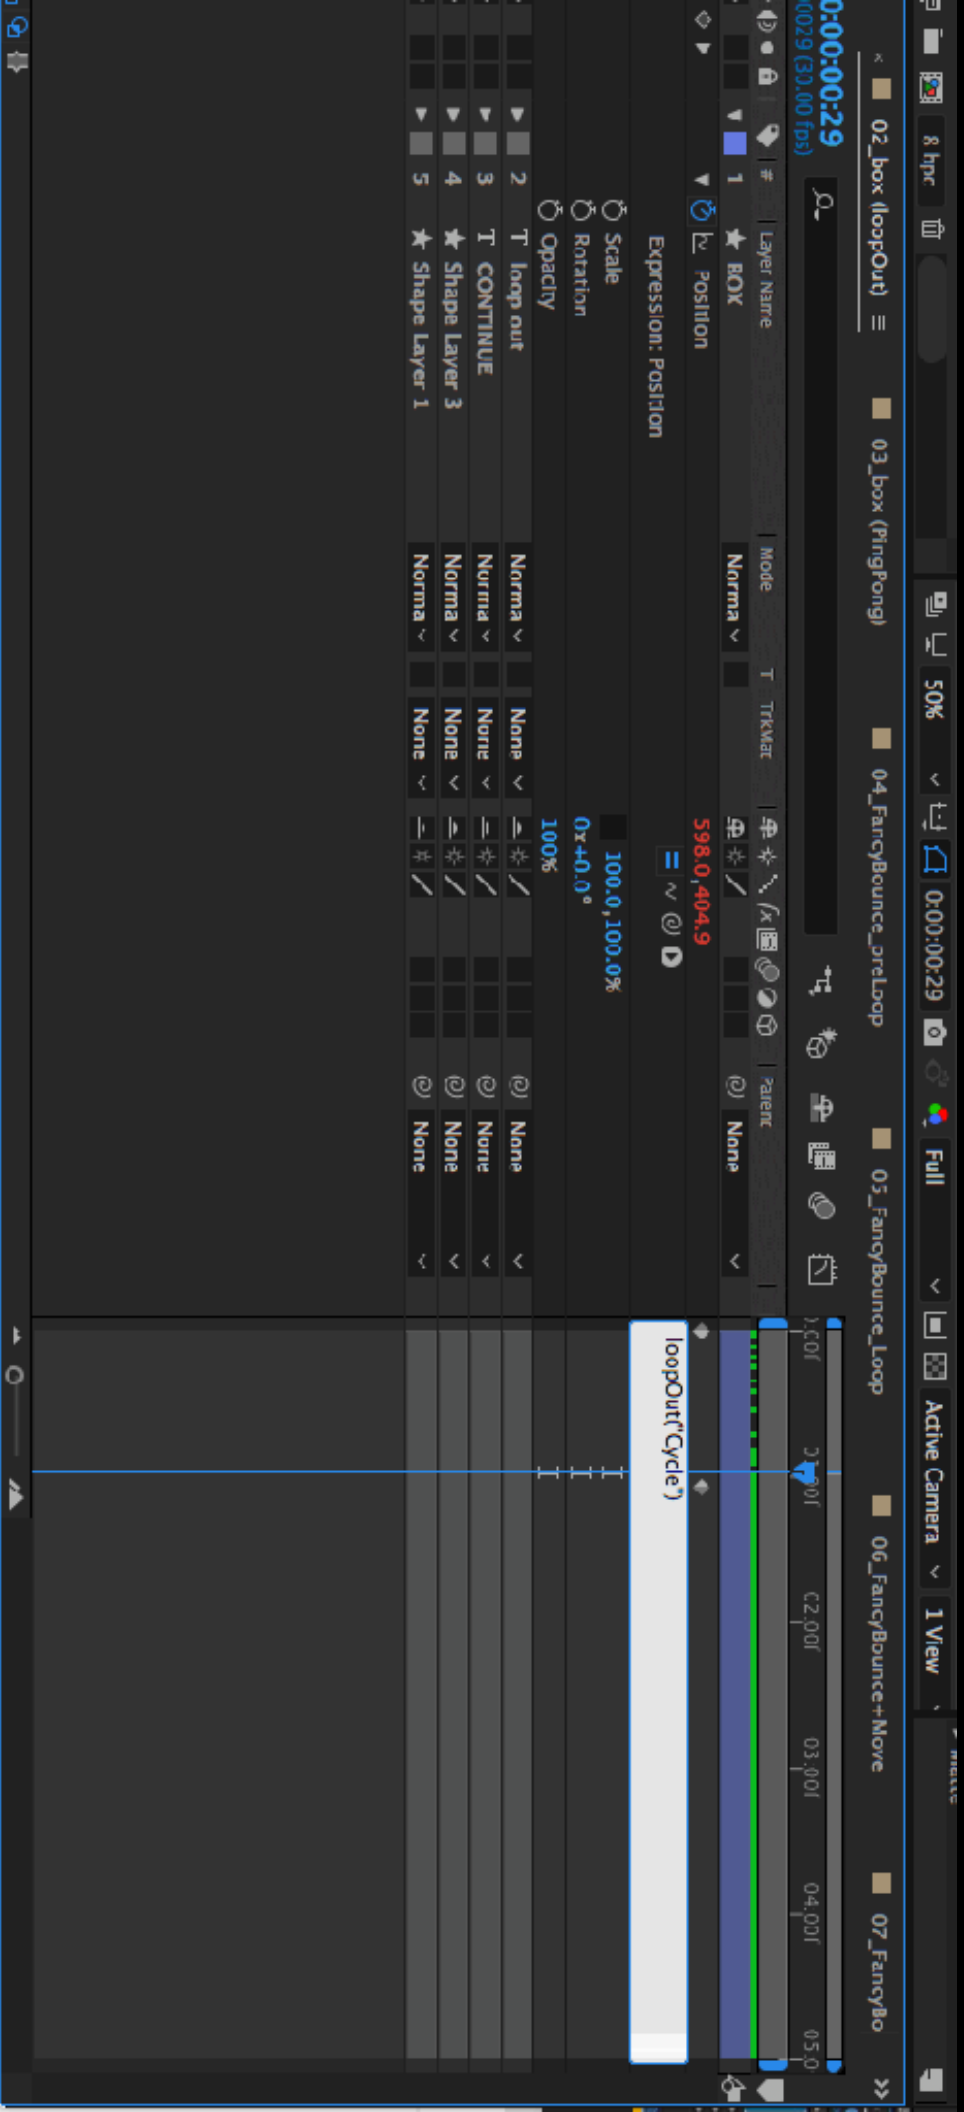 8 bpc
50%
0:00:00:29
Full
Active Camera
1 View
02_box (loopOut)
03_box (PingPong)
04_FancyBounce_preLoop
05_FancyBounce_Loop
06_FancyBounce+Move
07_FancyBo
0:00:00:29
00029 (30.00 fps)
# Layer Name Mode T TrkMat fx Parent
02:00f 03:00f 04:00f 05:0
1 BOX Norma None
Position 598.0,404.9
Expression: Position loopOut("Cycle")
Scale 100.0,100.0%
Rotation 0x+0.0°
Opacity 100%
2 T loop out Norma None None
3 T CONTINUE Norma None None
4 Shape Layer 3 Norma None None
5 Shape Layer 1 Norma None None